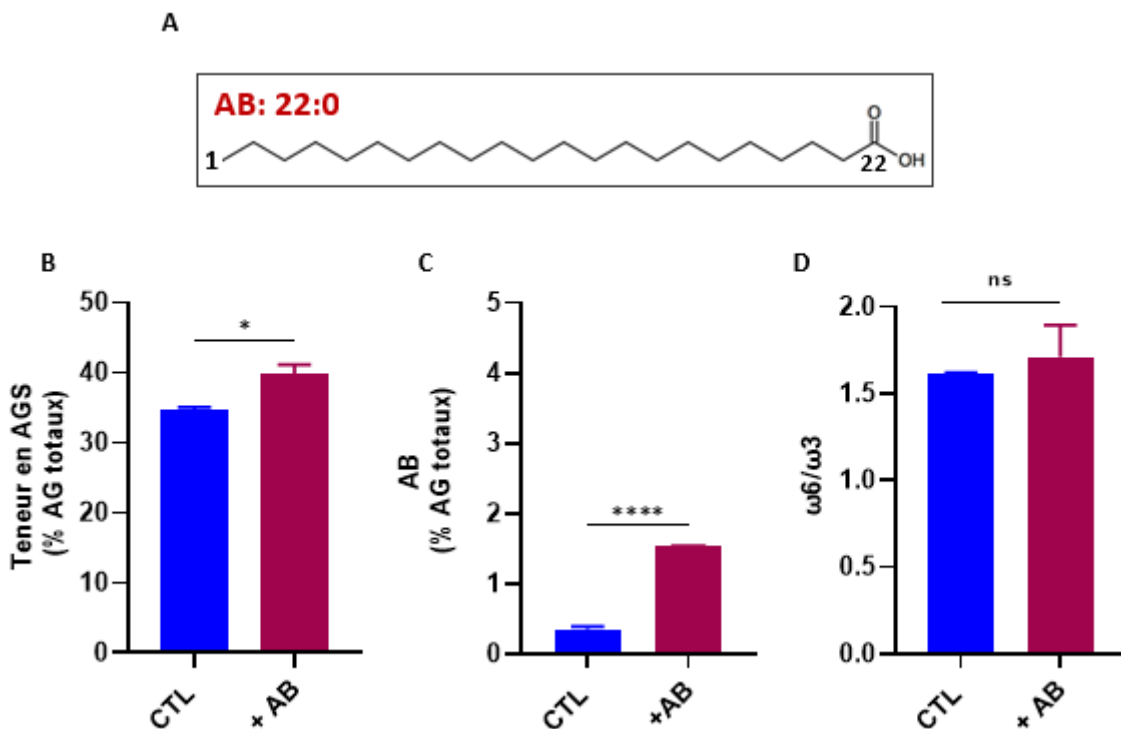 A
AB: 22:0
O
1
22
OH
B
C
D
Teneur en AGS
(% AG totaux)
50
40
30
20
10
0
*
CTL
+ AB
AB
(% AG totaux)
5
4
3
2
1
0
****
CTL
+AB
ω6/ω3
2.0
1.5
1.0
0.5
0.0
ns
CTL
+ AB